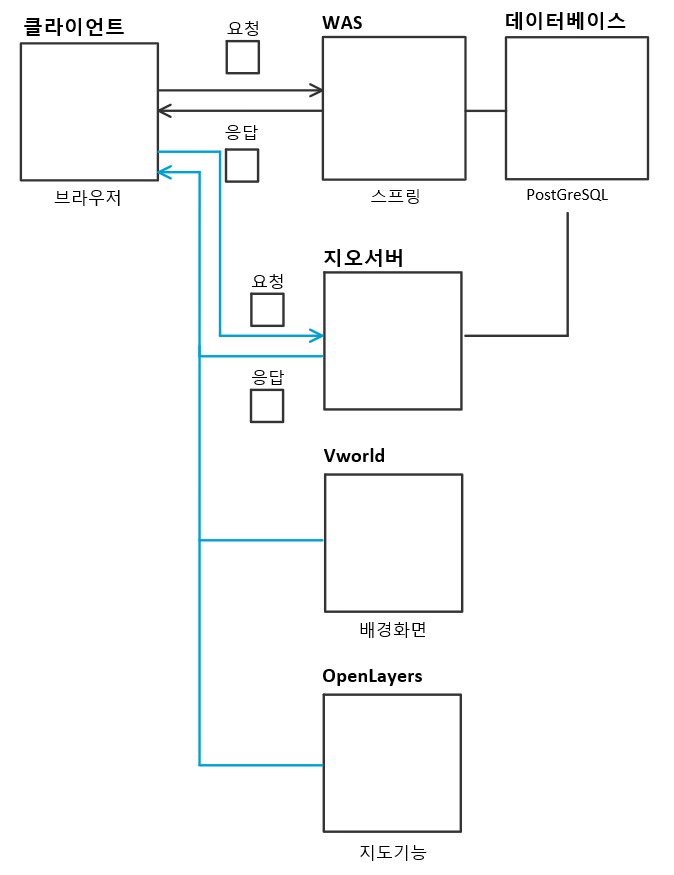 클라이언트
요청
WAS
데이터베이스
응답
브라우저
스프링
PostGreSQL
지오서버
요청
응답
Vworld
배경화면
OpenLayers
지도기능